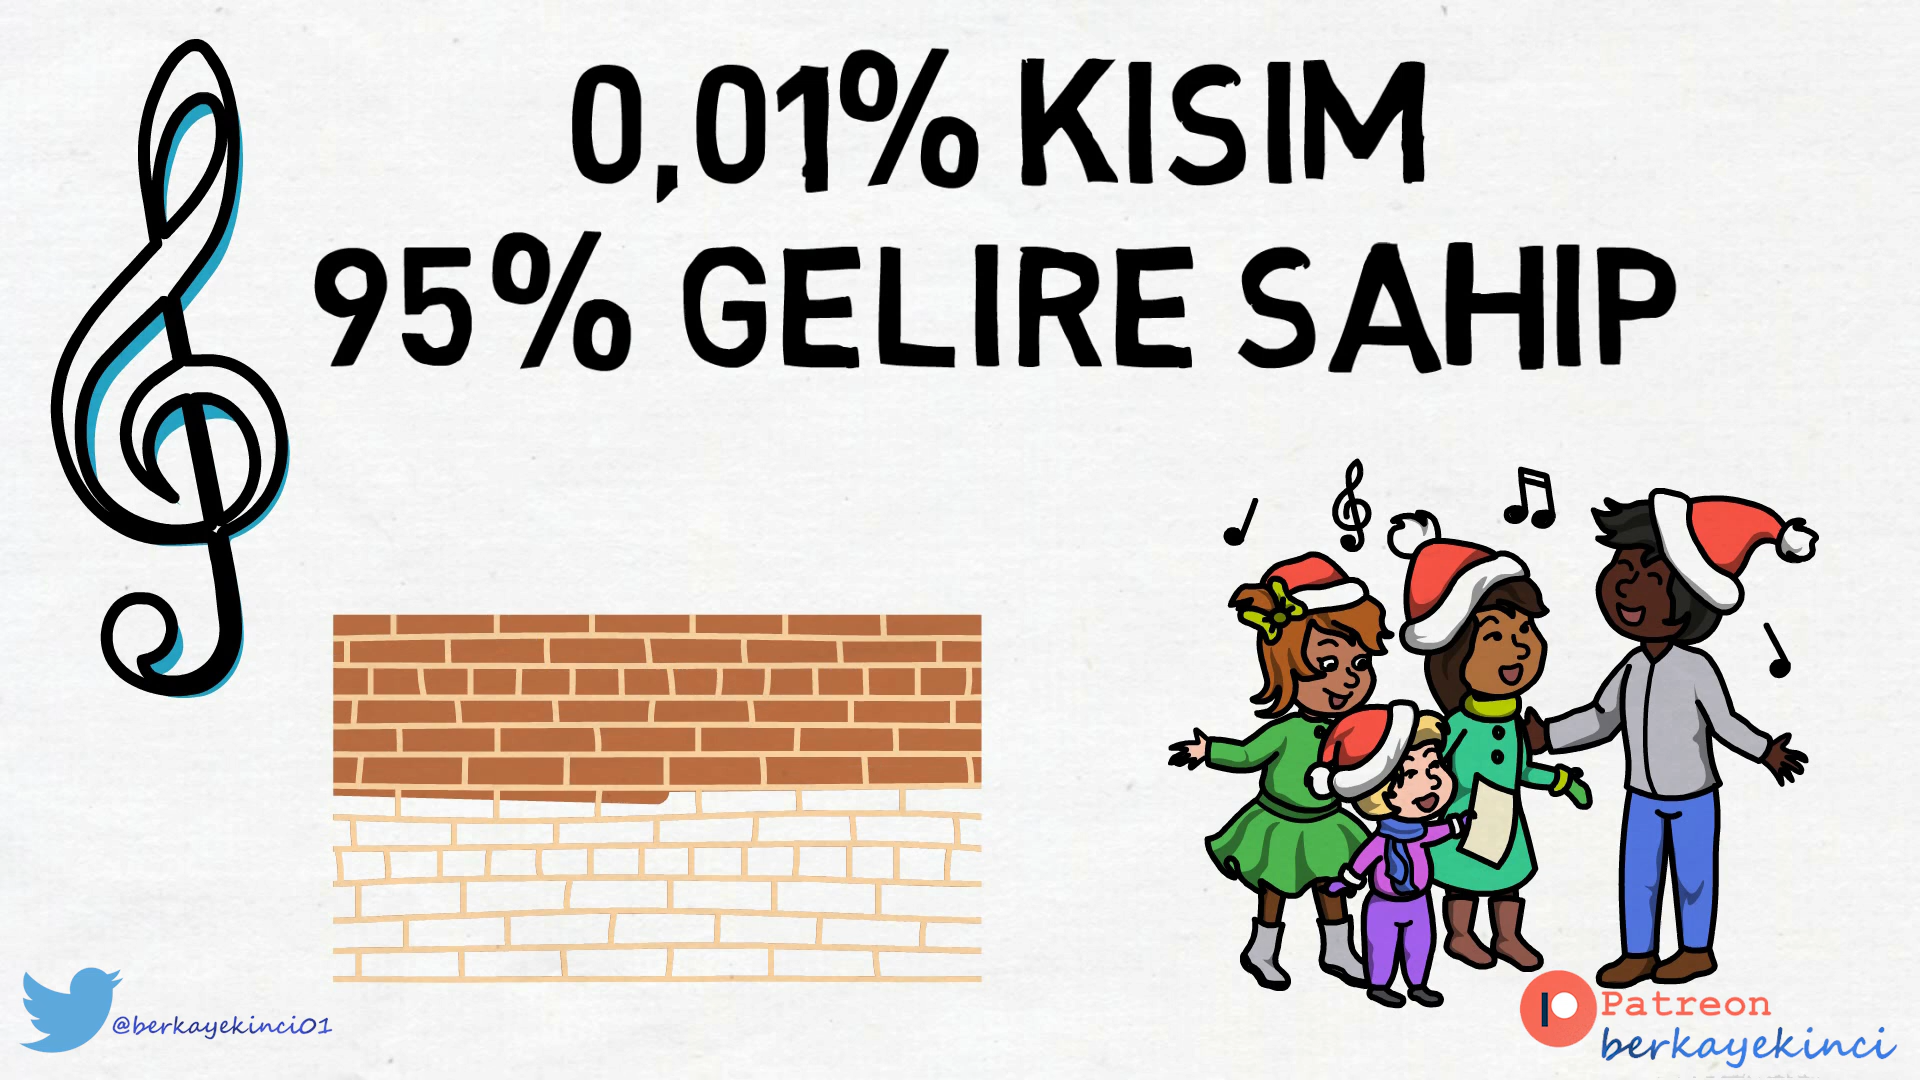 0,01% KISIM
95% GELIRE SAHIP
@berkayekinci01
Patreon
berkayekinci